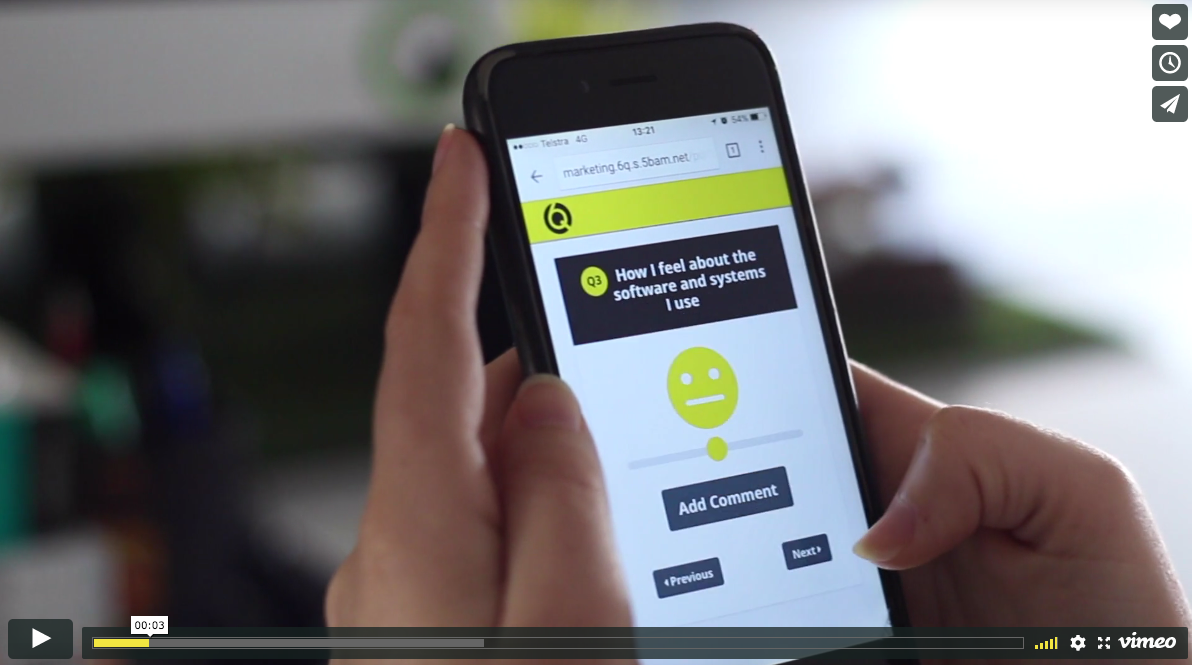 Telstra 4G 13:21 54%
marketing.6q.s.5bam.net
1
Q3 How I feel about the
software and systems
I use
Add Comment
Previous
Next
00:03
vimeo